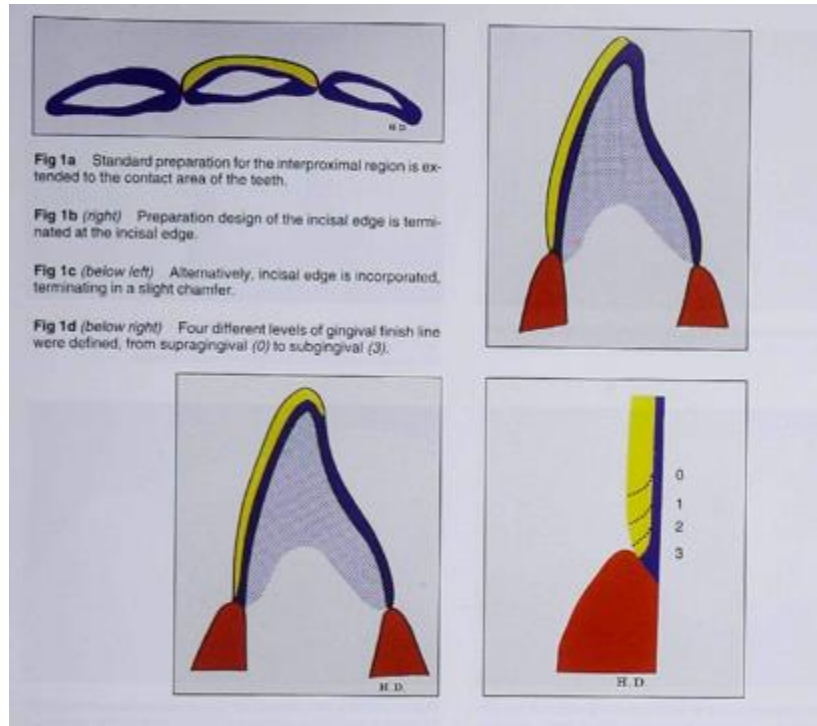 H.D.
Fig 1a Standard preparation for the interproximal region is ex-
tended to the contact area of the teeth.
Fig 1b (right) Preparation design of the incisal edge is termi-
nated at the incisal edge.
Fig 1c (below left) Alternatively, incisal edge is incorporated,
terminating in a slight chamfer.
Fig 1d (below right) Four different levels of gingival finish line
were defined, from supragingival (0) to subgingival (3).
H.D.
0
1
2
3
H.D.